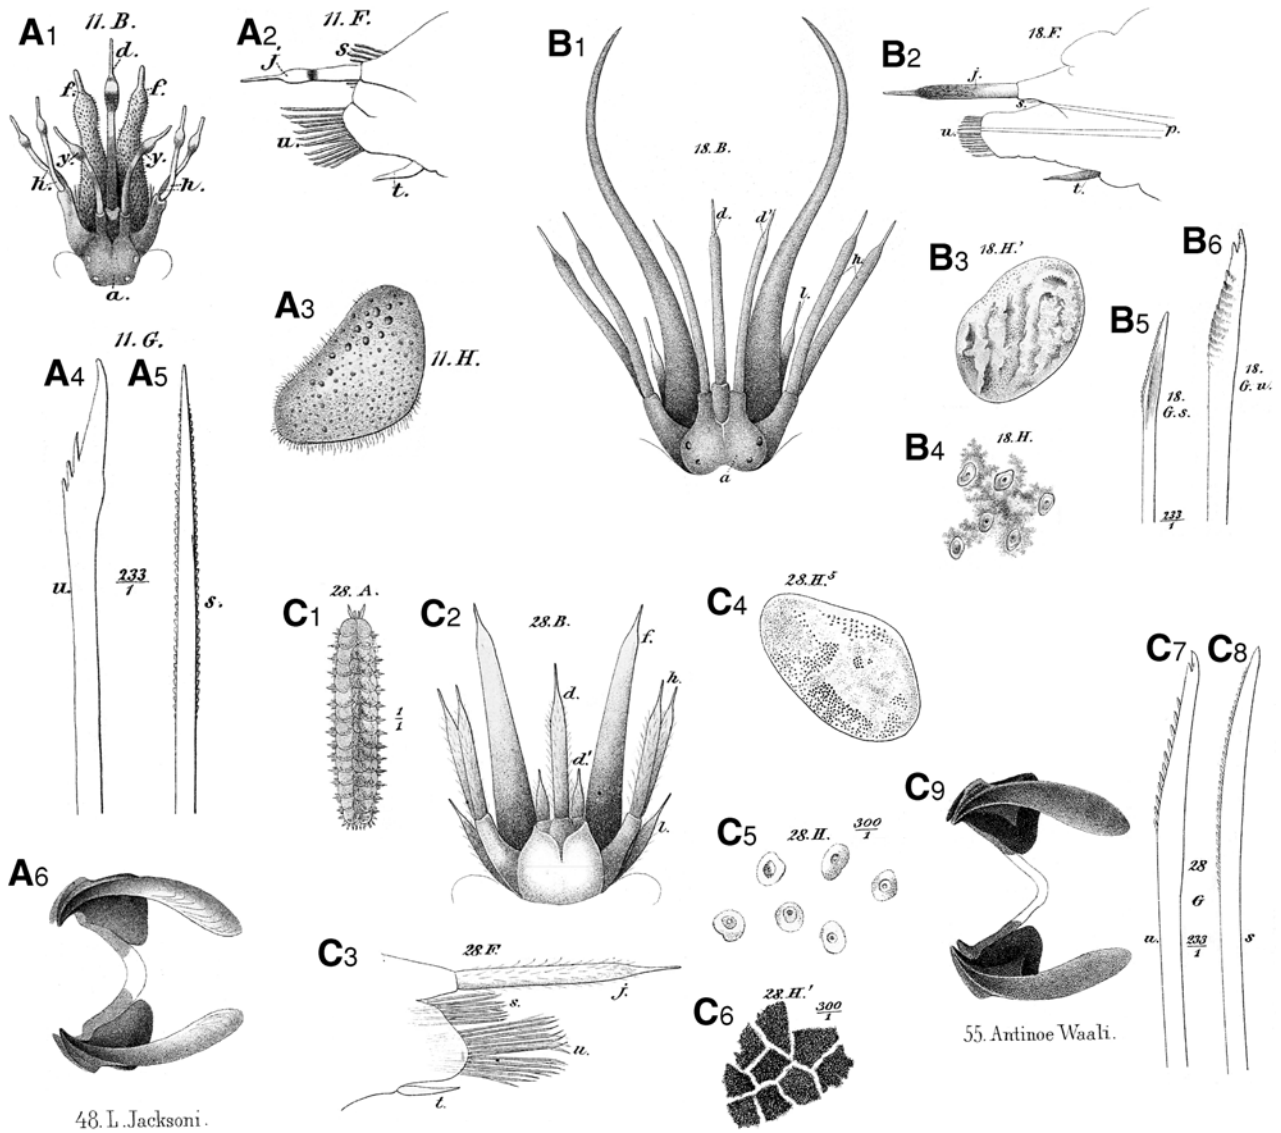 A1
11. B.
d.
f.
f.
y.
y.
h.
h.
a.
A2
11. F.
j.
s.
u.
t.
A3
11. H.
11. G.
A4
A5
u.
233
1
s.
A6
48. L. Jacksoni.
B1
18. B.
d.
d'
h.
l.
a
B2
18. F.
j.
s.
u.
p.
t.
B3
18. H.'
B4
18. H.
B5
18.
G. s.
233
1
B6
18.
G. u.
C1
28. A.
1
1
C2
28. B.
f.
d.
h.
d'.
l.
C3
28. F.
j.
s.
u.
t.
C4
28. H.5
C5
28. H.
300
1
C6
28. H.'
300
1
C7
C8
28
G
u.
233
1
s
C9
55. Antinoe Waali.